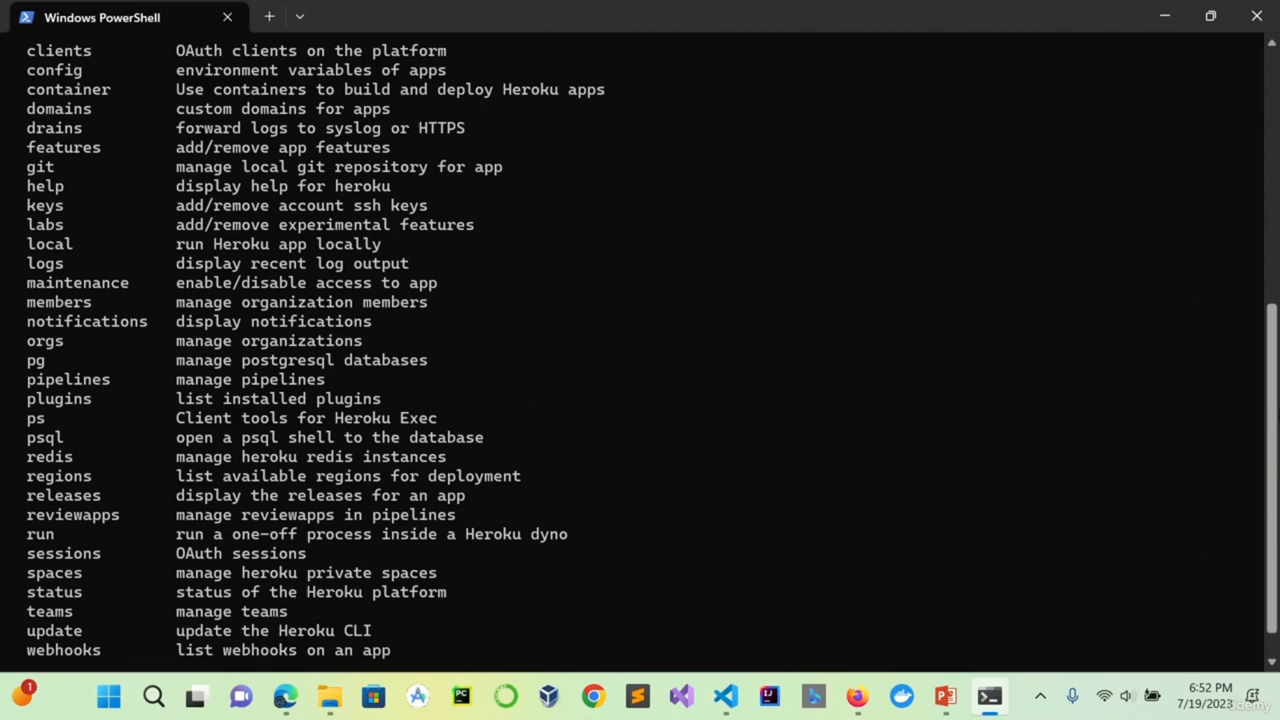 Windows PowerShell
clients OAuth clients on the platform
config environment variables of apps
container Use containers to build and deploy Heroku apps
domains custom domains for apps
drains forward logs to syslog or HTTPS
features add/remove app features
git manage local git repository for app
help display help for heroku
keys add/remove account ssh keys
labs add/remove experimental features
local run Heroku app locally
logs display recent log output
maintenance enable/disable access to app
members manage organization members
notifications display notifications
orgs manage organizations
pg manage postgresql databases
pipelines manage pipelines
plugins list installed plugins
ps Client tools for Heroku Exec
psql open a psql shell to the database
redis manage heroku redis instances
regions list available regions for deployment
releases display the releases for an app
reviewapps manage reviewapps in pipelines
run run a one-off process inside a Heroku dyno
sessions OAuth sessions
spaces manage heroku private spaces
status status of the Heroku platform
teams manage teams
update update the Heroku CLI
webhooks list webhooks on an app
1
PC
IJ
6:52 PM
7/19/2023
Udemy